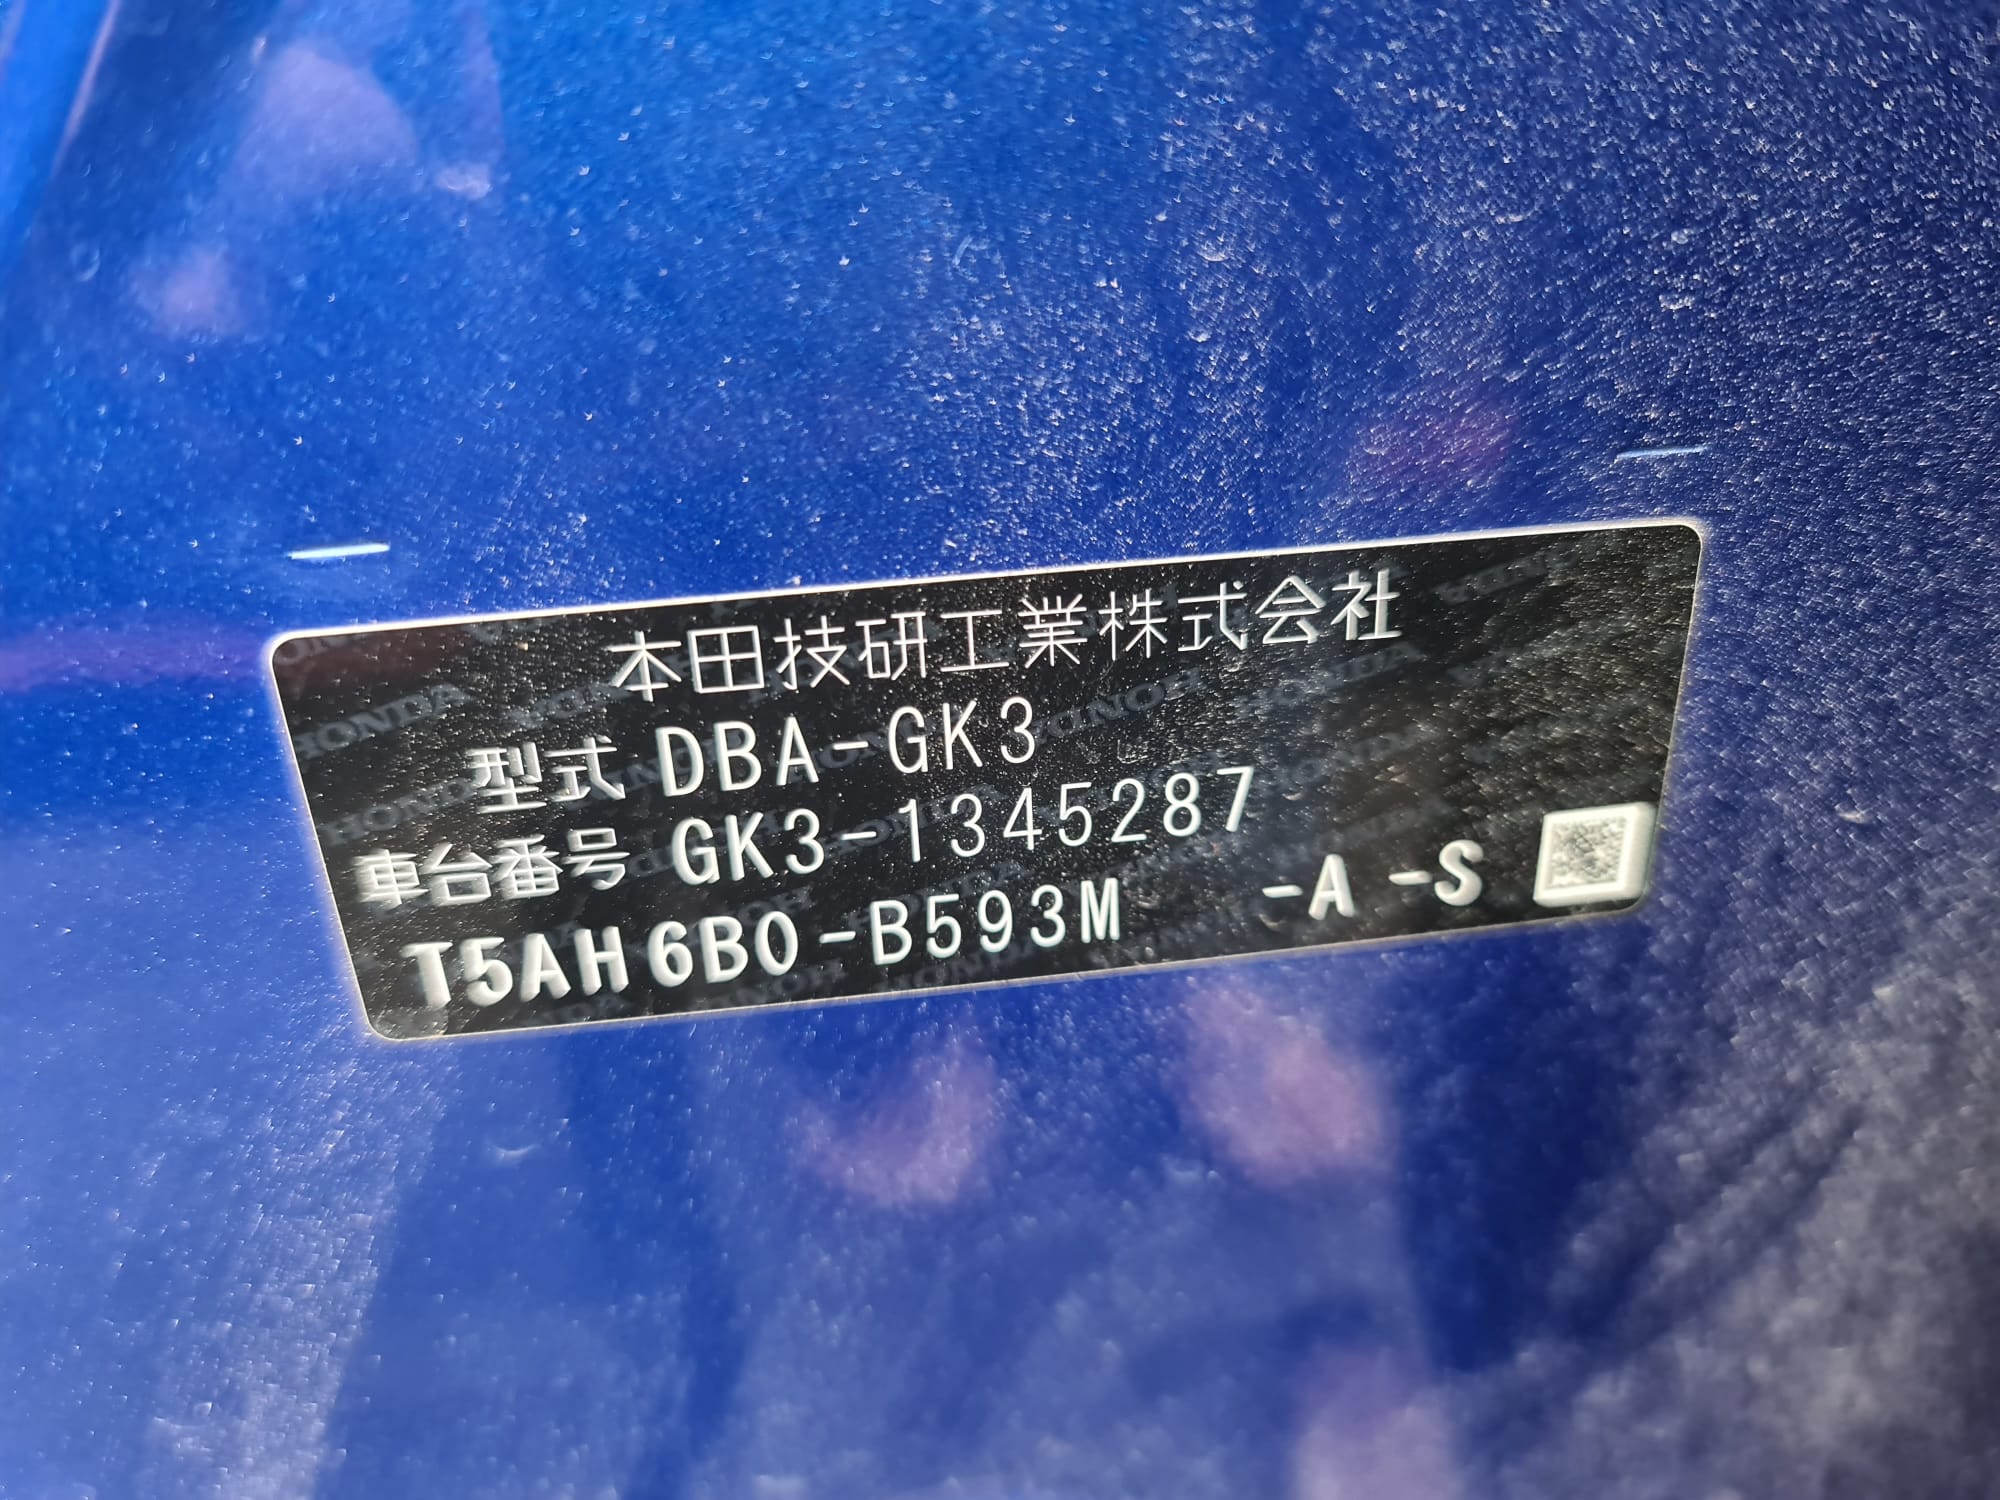 本田技研工業株式会社
型式 DBA-GK3
車台番号 GK3-1345287
T5AH6B0-B593M -A -S